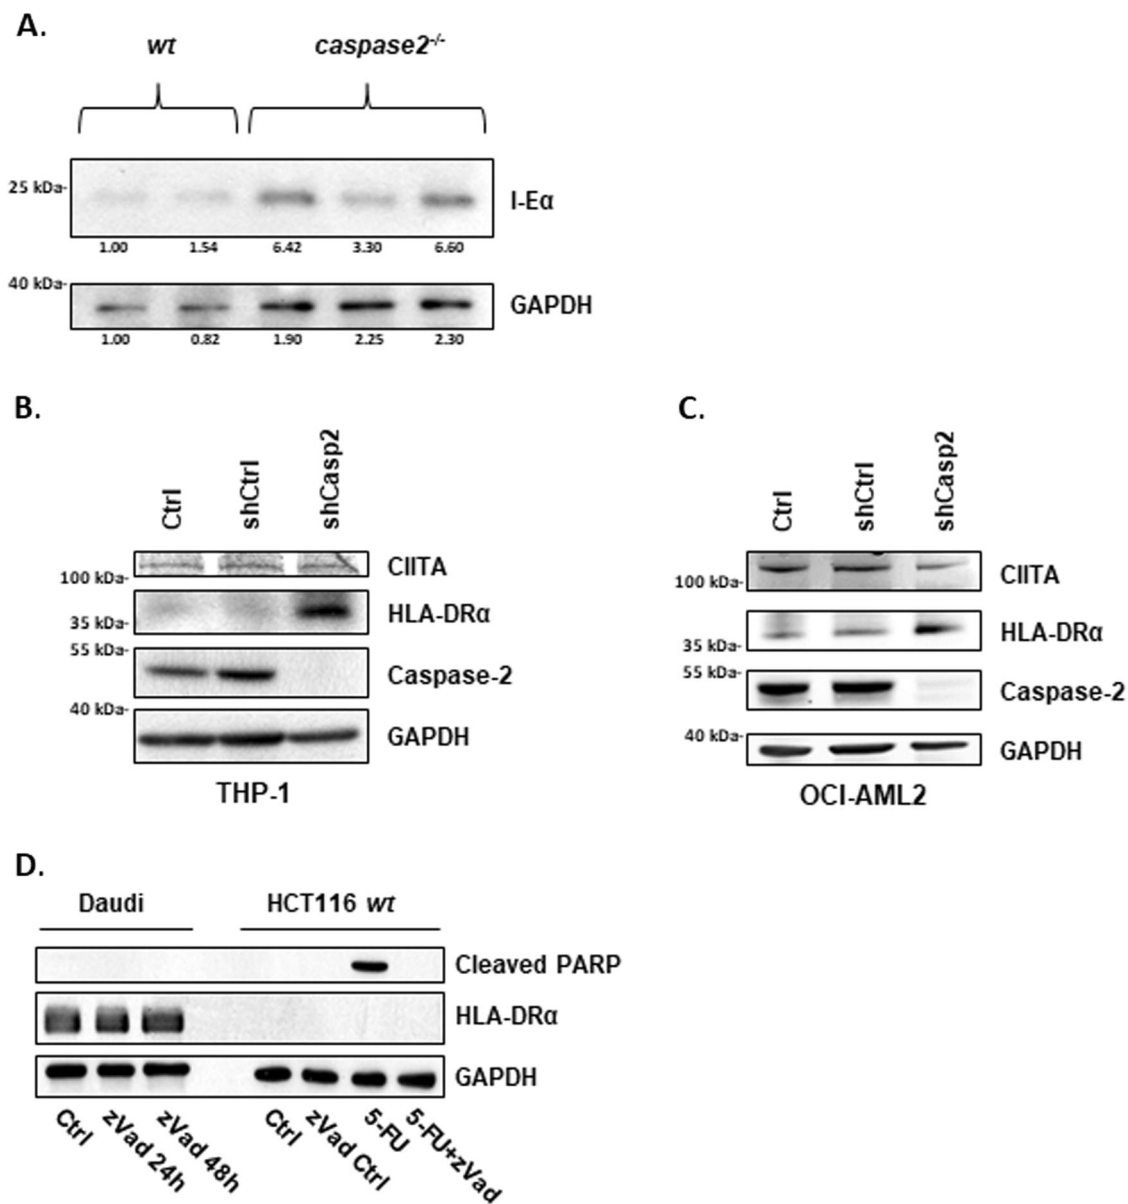 A.
wt caspase2-/-
25 kDa- I-Eα
1.00 1.54 6.42 3.30 6.60
40 kDa- GAPDH
1.00 0.82 1.90 2.25 2.30
B.
Ctrl shCtrl shCasp2
CIITA
100 kDa-
HLA-DRα
35 kDa-
55 kDa-
Caspase-2
40 kDa-
GAPDH
THP-1
C.
Ctrl shCtrl shCasp2
CIITA
100 kDa-
HLA-DRα
35 kDa-
55 kDa-
Caspase-2
40 kDa-
GAPDH
OCI-AML2
D.
Daudi HCT116 wt
Cleaved PARP
HLA-DRα
GAPDH
Ctrl zVad 24h zVad 48h Ctrl zVad Ctrl 5-FU 5-FU+zVad